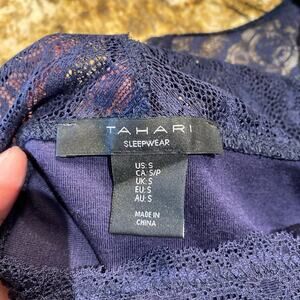 TAHARI
SLEEPWEAR
US: S
CA: S/P
UK: S
EU: S
AU: S
MADE IN
CHINA